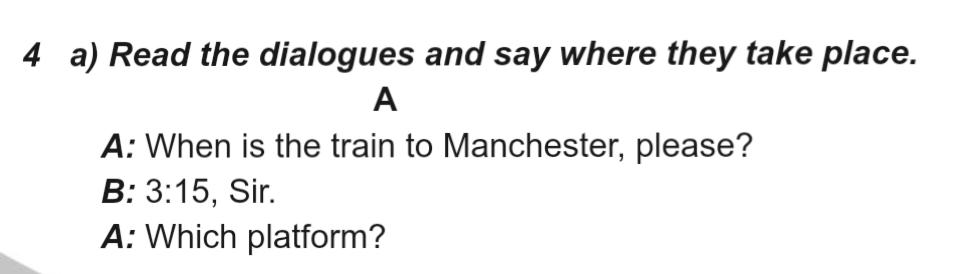 4 a) Read the dialogues and say where they take place.
A
A: When is the train to Manchester, please?
B: 3:15, Sir.
A: Which platform?